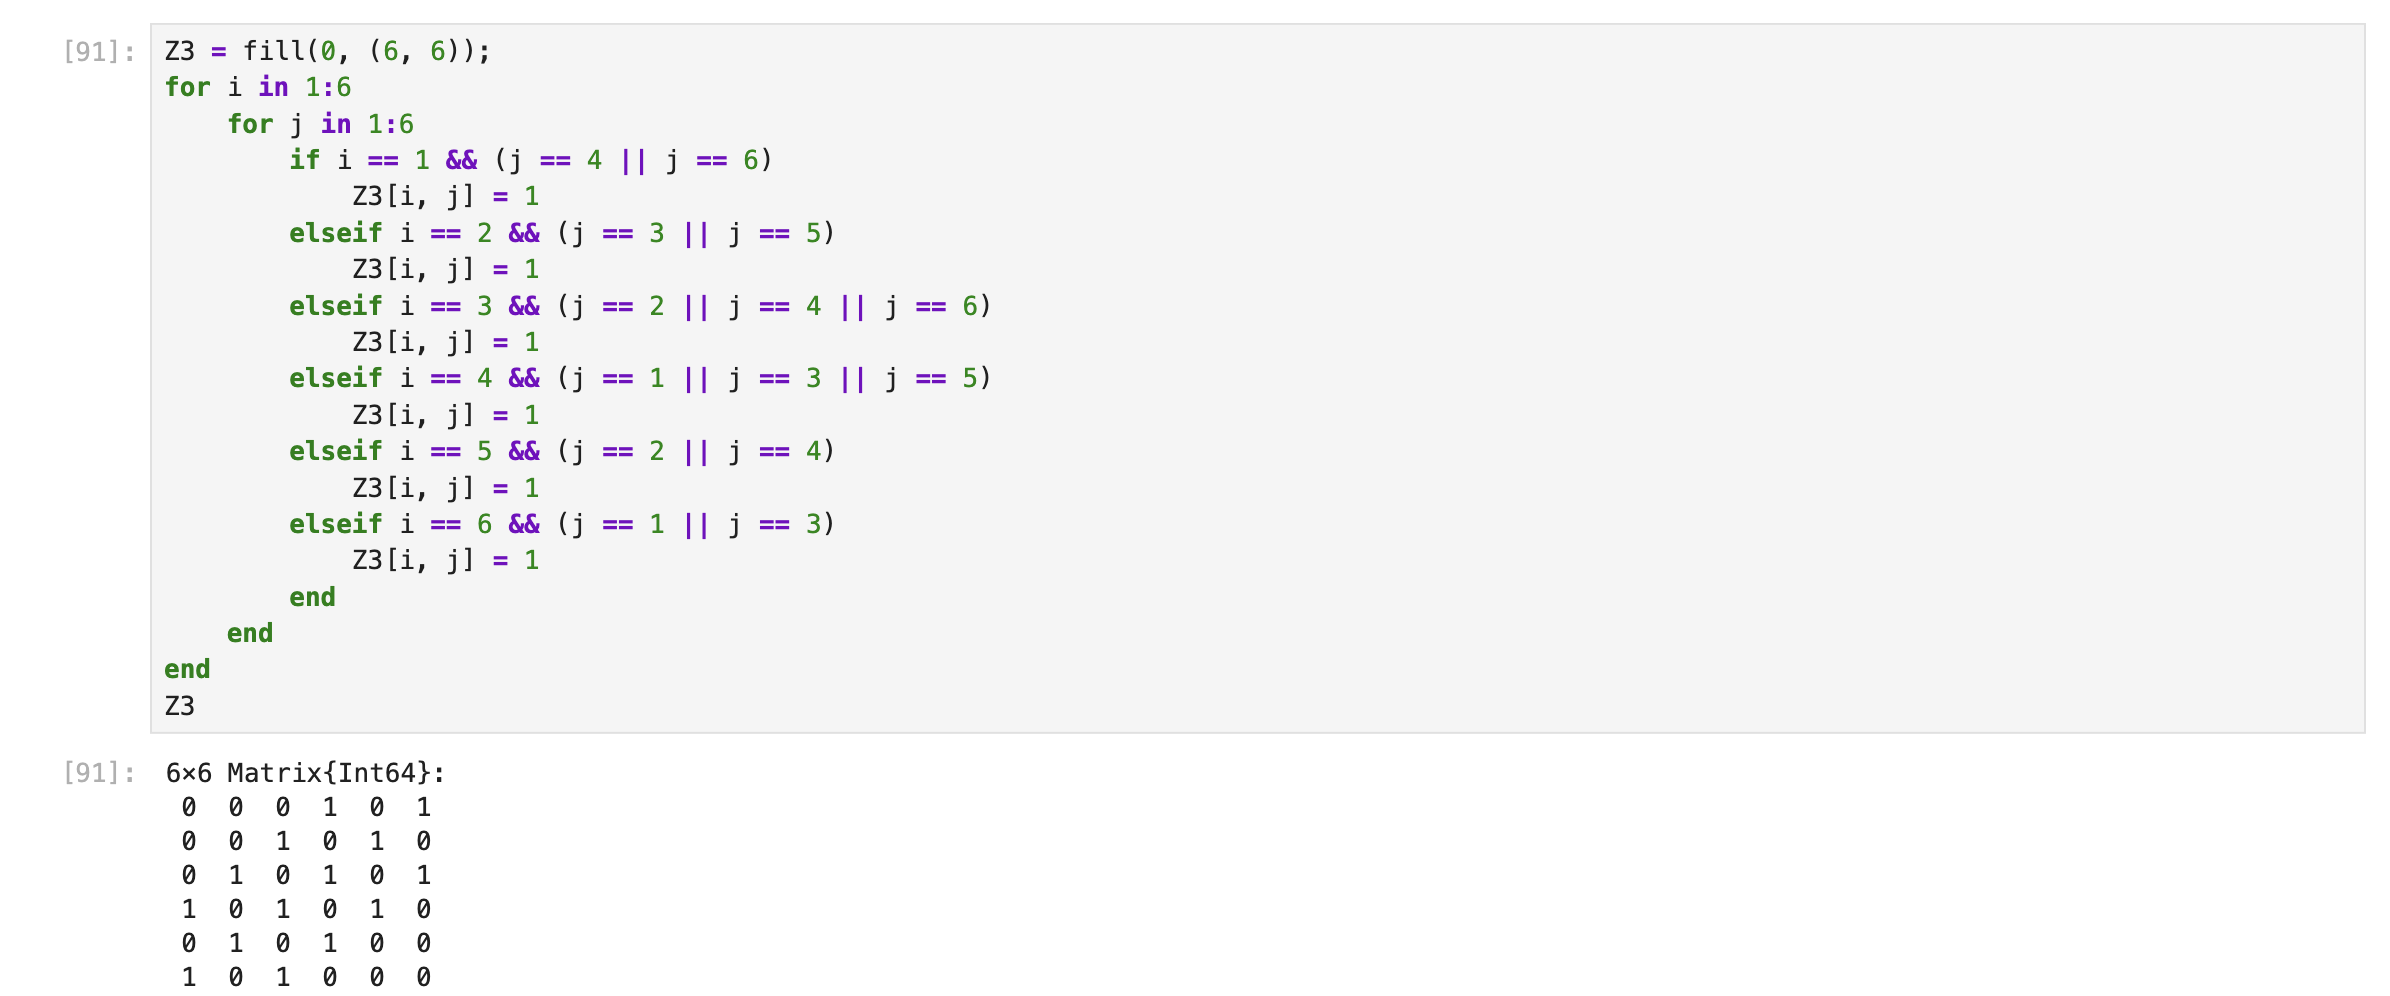 [91]: Z3 = fill(0, (6, 6));
for i in 1:6
    for j in 1:6
        if i == 1 && (j == 4 || j == 6)
            Z3[i, j] = 1
        elseif i == 2 && (j == 3 || j == 5)
            Z3[i, j] = 1
        elseif i == 3 && (j == 2 || j == 4 || j == 6)
            Z3[i, j] = 1
        elseif i == 4 && (j == 1 || j == 3 || j == 5)
            Z3[i, j] = 1
        elseif i == 5 && (j == 2 || j == 4)
            Z3[i, j] = 1
        elseif i == 6 && (j == 1 || j == 3)
            Z3[i, j] = 1
        end
    end
end
Z3
[91]: 6×6 Matrix{Int64}:
 0  0  0  1  0  1
 0  0  1  0  1  0
 0  1  0  1  0  1
 1  0  1  0  1  0
 0  1  0  1  0  0
 1  0  1  0  0  0